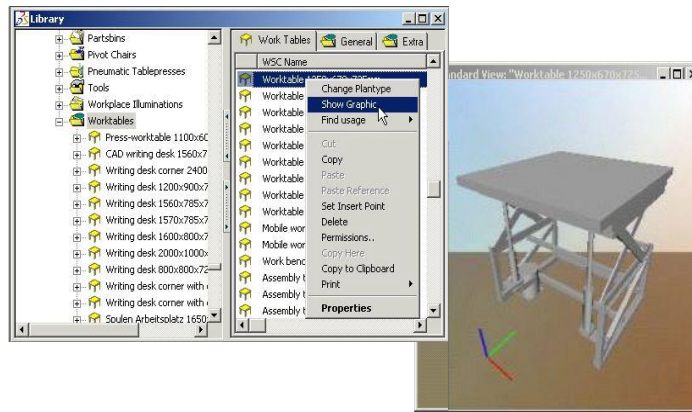 Library
Partsbins
Pivot Chairs
Pneumatic Tablepresses
Tools
Workplace Illuminations
Worktables
Press-worktable 1100x60
CAD writing desk 1560x7
Writing desk corner 2400
Writing desk 1200x900x7
Writing desk 1560x785x7
Writing desk 1570x785x7
Writing desk 1600x800x7
Writing desk 2000x1000x
Writing desk 800x800x72
Writing desk corner with
Writing desk corner with
Spulen Arbeitsplatz 1650
Work Tables
General
Extra
WSC Name
Worktable 1250x670x725
Worktable
Worktable
Worktable
Worktable
Worktable
Worktable
Worktable
Worktable
Mobile wor
Mobile wor
Work benc
Assembly t
Assembly t
Assembly t
Change Plantype
Show Graphic
Find usage
Cut
Copy
Paste
Paste Reference
Set Insert Point
Delete
Permissions..
Copy Here
Copy to Clipboard
Print
Properties
ndard View: "Worktable 1250x670x725...